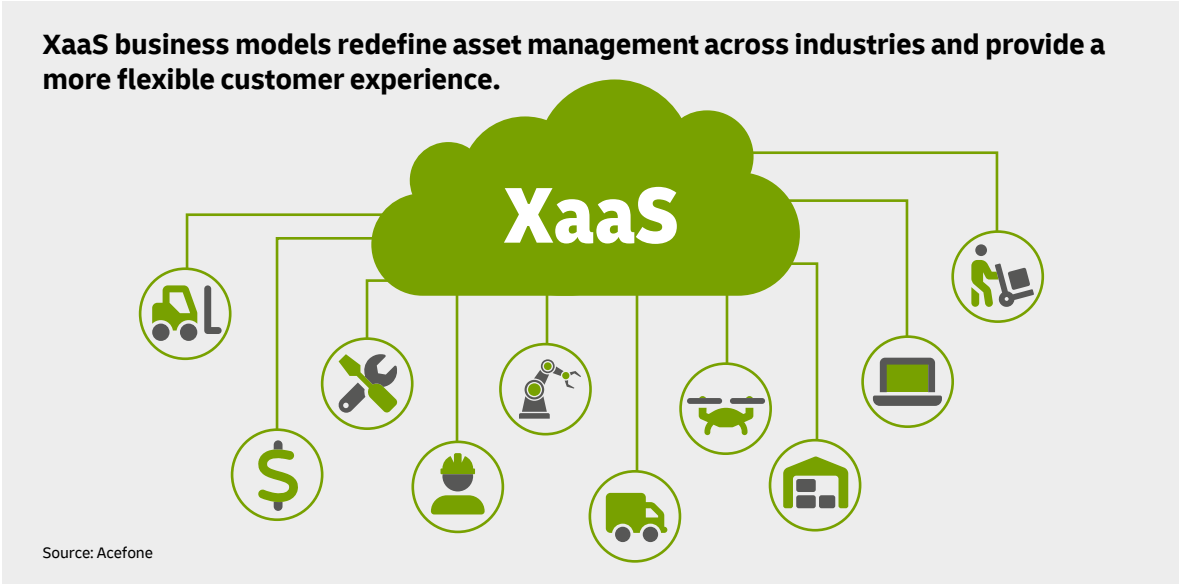 XaaS business models redefine asset management across industries and provide a
more flexible customer experience.
XaaS
$
Source: Acefone